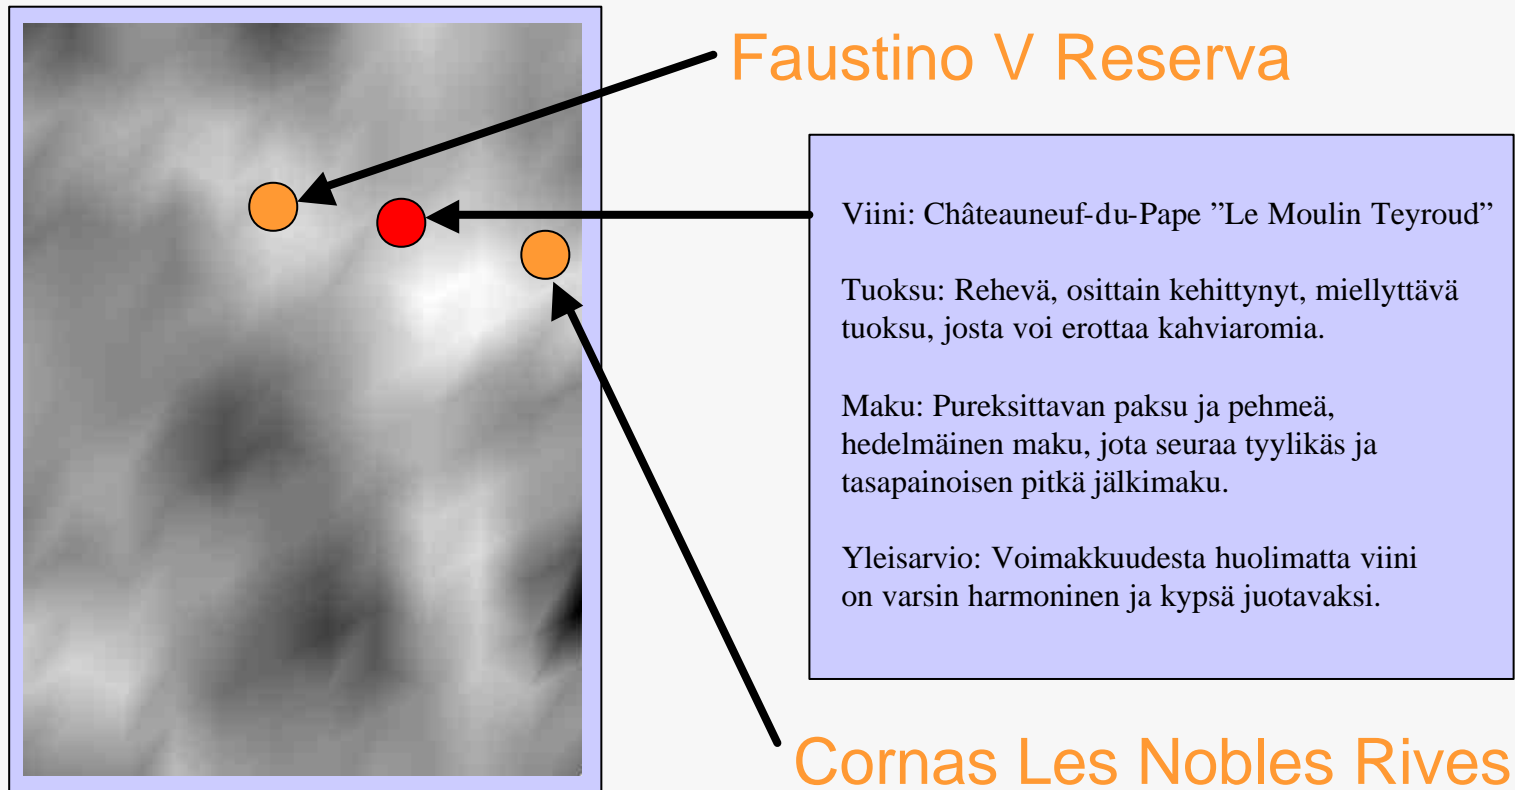 Faustino V Reserva
Viini: Châteauneuf-du-Pape ”Le Moulin Teyroud”
Tuoksu: Rehevä, osittain kehittynyt, miellyttävä
tuoksu, josta voi erottaa kahviaromia.
Maku: Pureksittavan paksu ja pehmeä,
hedelmäinen maku, jota seuraa tyylikäs ja
tasapainoisen pitkä jälkimaku.
Yleisarvio: Voimakkuudesta huolimatta viini
on varsin harmoninen ja kypsä juotavaksi.
Cornas Les Nobles Rives